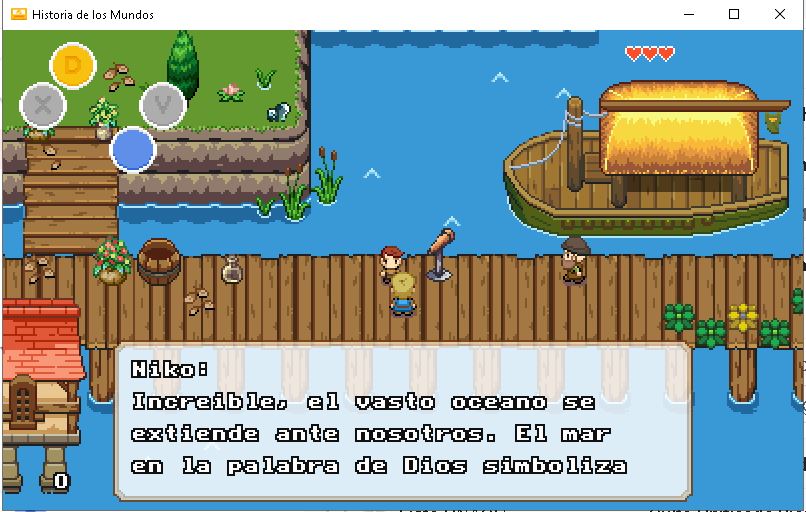 Historia de los Mundos
D
X
V
Niko:
Increible, el vasto oceano se
extiende ante nosotros. El mar
en la palabra de Dios simboliza
0